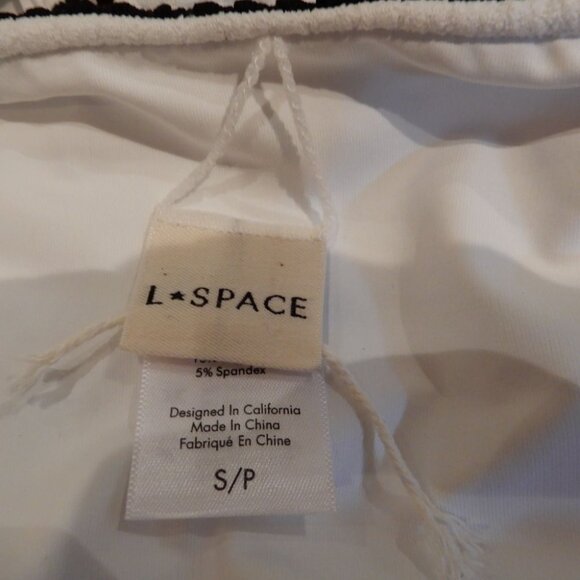 L★SPACE
5% Spandex
Designed In California
Made In China
Fabriqué En Chine
S/P